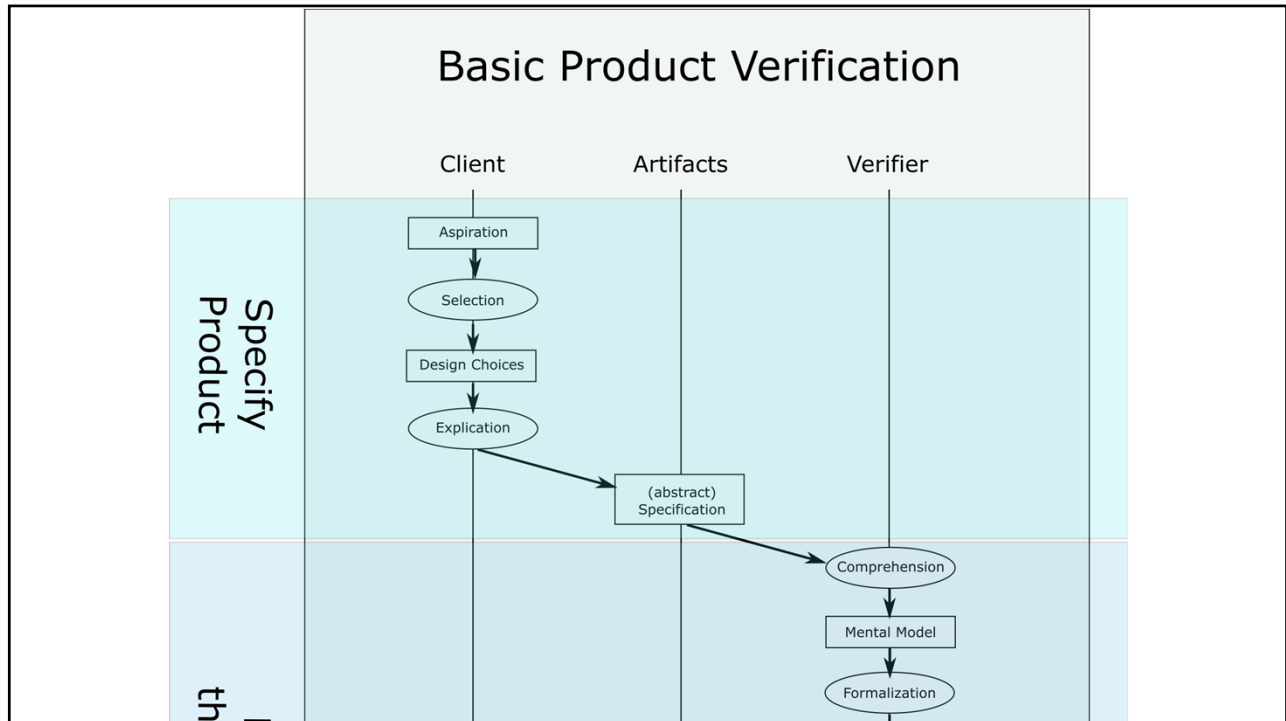 Basic Product Verification
Client
Artifacts
Verifier
Specify
Product
Aspiration
Selection
Design Choices
Explication
(abstract)
Specification
Comprehension
Mental Model
Formalization